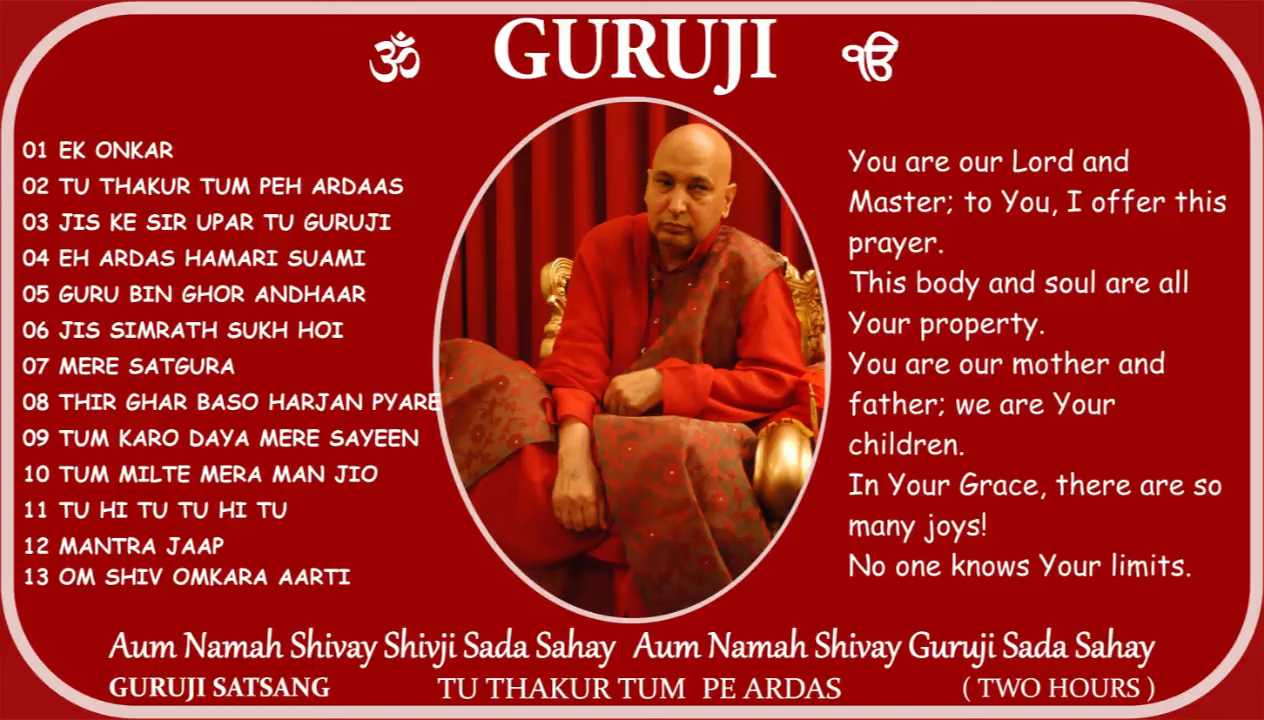 ॐ GURUJI ੴ
01 EK ONKAR
02 TU THAKUR TUM PEH ARDAAS
03 JIS KE SIR UPAR TU GURUJI
04 EH ARDAS HAMARI SUAMI
05 GURU BIN GHOR ANDHAAR
06 JIS SIMRATH SUKH HOI
07 MERE SATGURA
08 THIR GHAR BASO HARJAN PYARE
09 TUM KARO DAYA MERE SAYEEN
10 TUM MILTE MERA MAN JIO
11 TU HI TU TU HI TU
12 MANTRA JAAP
13 OM SHIV OMKARA AARTI
You are our Lord and
Master; to You, I offer this
prayer.
This body and soul are all
Your property.
You are our mother and
father; we are Your
children.
In Your Grace, there are so
many joys!
No one knows Your limits.
Aum Namah Shivay Shivji Sada Sahay Aum Namah Shivay Guruji Sada Sahay
GURUJI SATSANG TU THAKUR TUM PE ARDAS ( TWO HOURS )